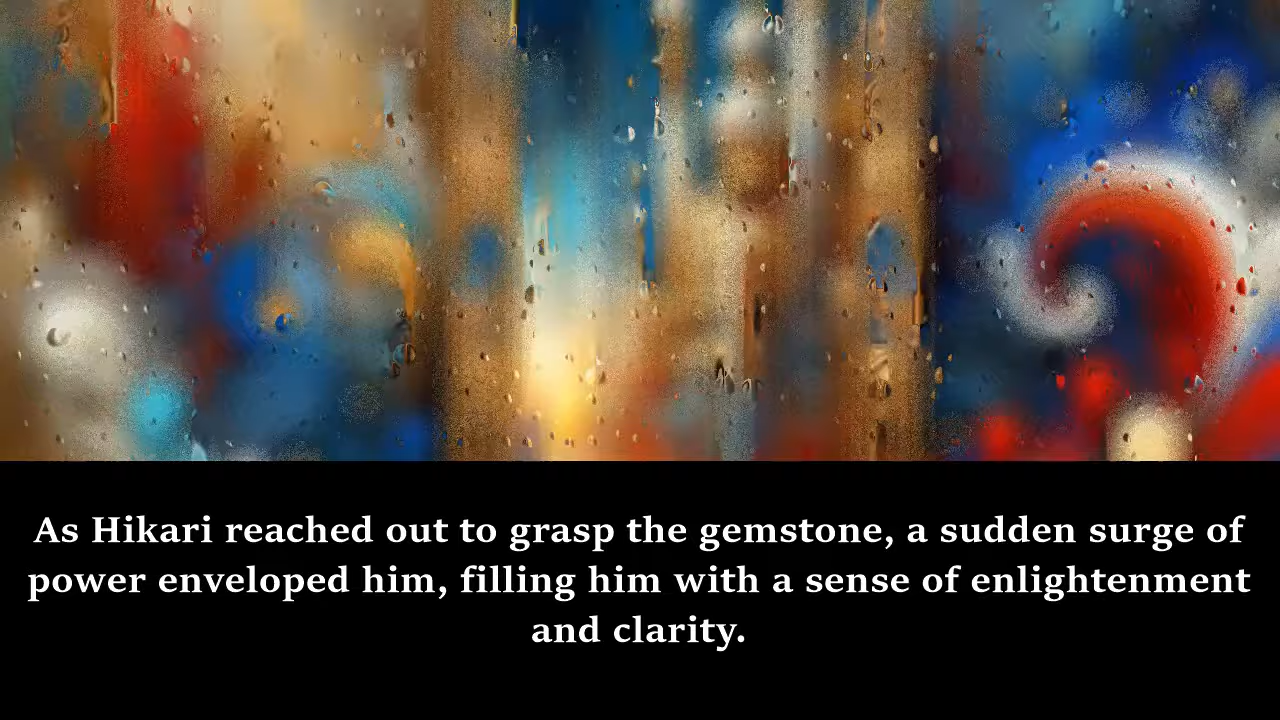 As Hikari reached out to grasp the gemstone, a sudden surge of
power enveloped him, filling him with a sense of enlightenment
and clarity.